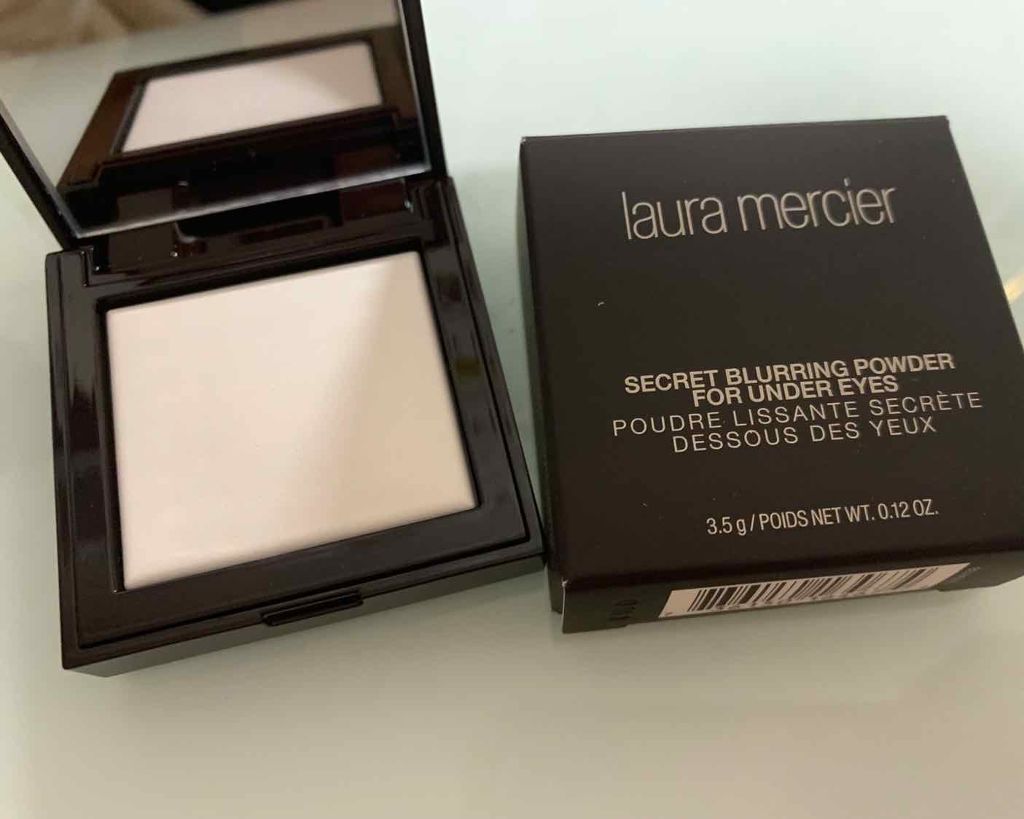 laura mercier
SECRET BLURRING POWDER
FOR UNDER EYES
POUDRE LISSANTE SECRÈTE
DESSOUS DES YEUX
3.5 g / POIDS NET WT. 0.12 OZ.